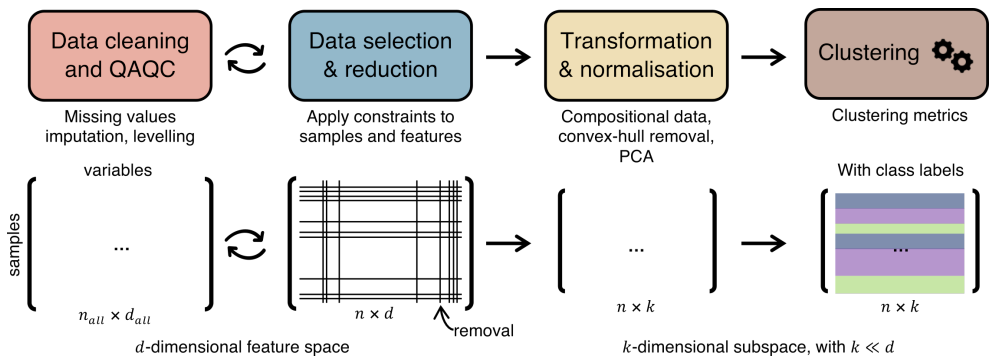 Data cleaning
and QAQC
Data selection
& reduction
Transformation
& normalisation
Clustering
Missing values
imputation, levelling
Apply constraints to
samples and features
Compositional data,
convex-hull removal,
PCA
Clustering metrics
variables
With class labels
samples
...
...
...
n_all × d_all
n × d
removal
n × k
n × k
d-dimensional feature space
k-dimensional subspace, with k ≪ d